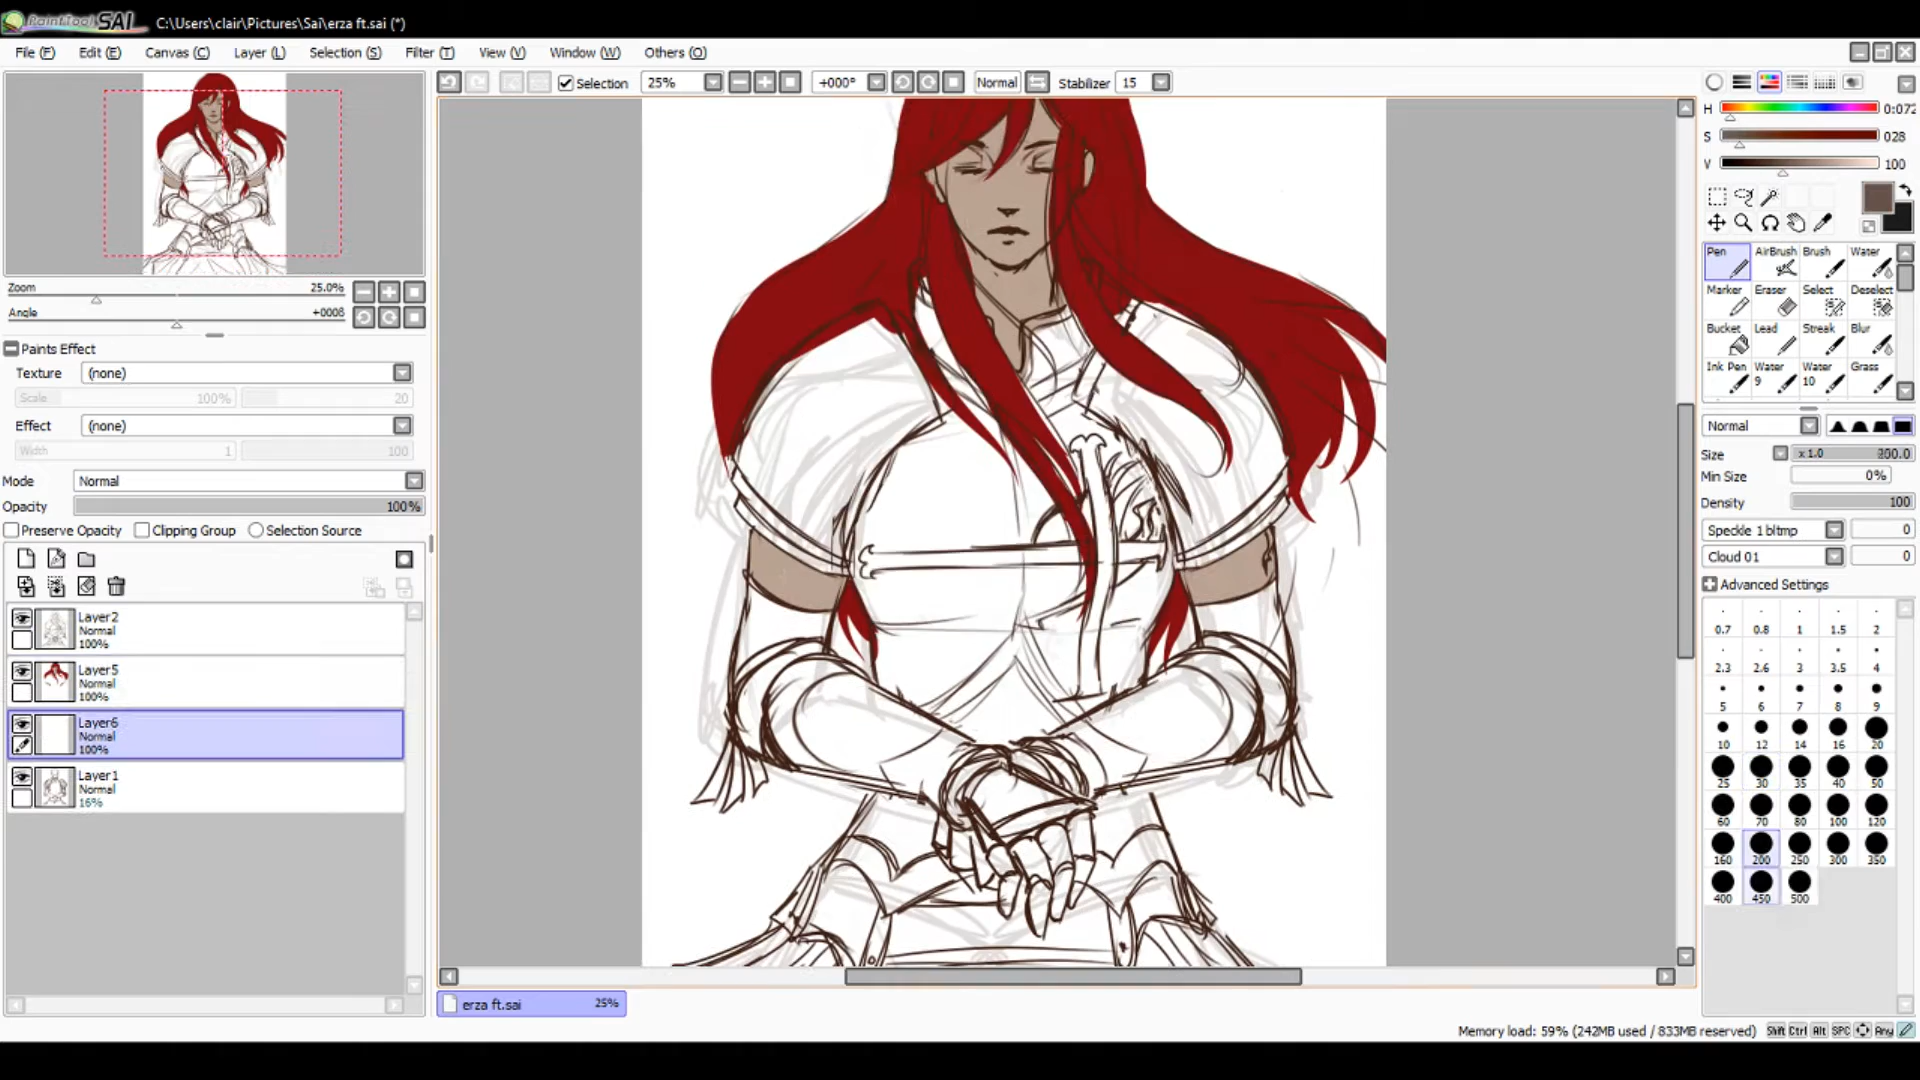 PaintTool SAI C:\Users\clair\Pictures\Sai\erza ft.sai (*)
File (F) Edit (E) Canvas (C) Layer (L) Selection (S) Filter (T) View (V) Window (W) Others (O)
Selection 25% +000° Normal Stabilizer 15
H 0:072
S 028
V 100
Zoom 25.0%
Angle +0008
Paints Effect
Texture (none)
Scale 100% 20
Effect (none)
Width 1 100
Mode Normal
Opacity 100%
Preserve Opacity Clipping Group Selection Source
Layer2
Normal
100%
Layer5
Normal
100%
Layer6
Normal
100%
Layer1
Normal
16%
Pen AirBrush Brush Water
Marker Eraser Select Deselect
Bucket Lead Streak Blur
Ink Pen Water 9 Water 10 Grass
Normal
Size x 1.0 200.0
Min Size 0%
Density 100
Speckle 1 bitmp 0
Cloud 01 0
Advanced Settings
0.7 0.8 1 1.5 2
2.3 2.6 3 3.5 4
5 6 7 8 9
10 12 14 16 20
25 30 35 40 50
60 70 80 100 120
160 200 250 300 350
400 450 500
erza ft.sai 25%
Memory load: 59% (242MB used / 833MB reserved) Shift Ctrl Alt SPC Any